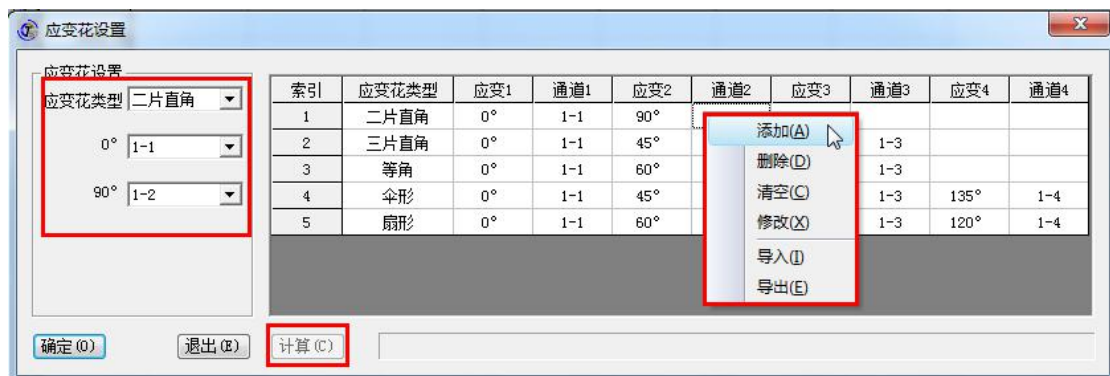 应变花设置
应变花设置
应变花类型 二片直角
0° 1-1
90° 1-2
索引 应变花类型 应变1 通道1 应变2 通道2 应变3 通道3 应变4 通道4
1 二片直角 0° 1-1 90°
2 三片直角 0° 1-1 45° 1-3
3 等角 0° 1-1 60° 1-3
4 伞形 0° 1-1 45° 1-3 135° 1-4
5 扇形 0° 1-1 60° 1-3 120° 1-4
添加(A)
删除(D)
清空(C)
修改(X)
导入(I)
导出(E)
确定(O) 退出(E) 计算(C)